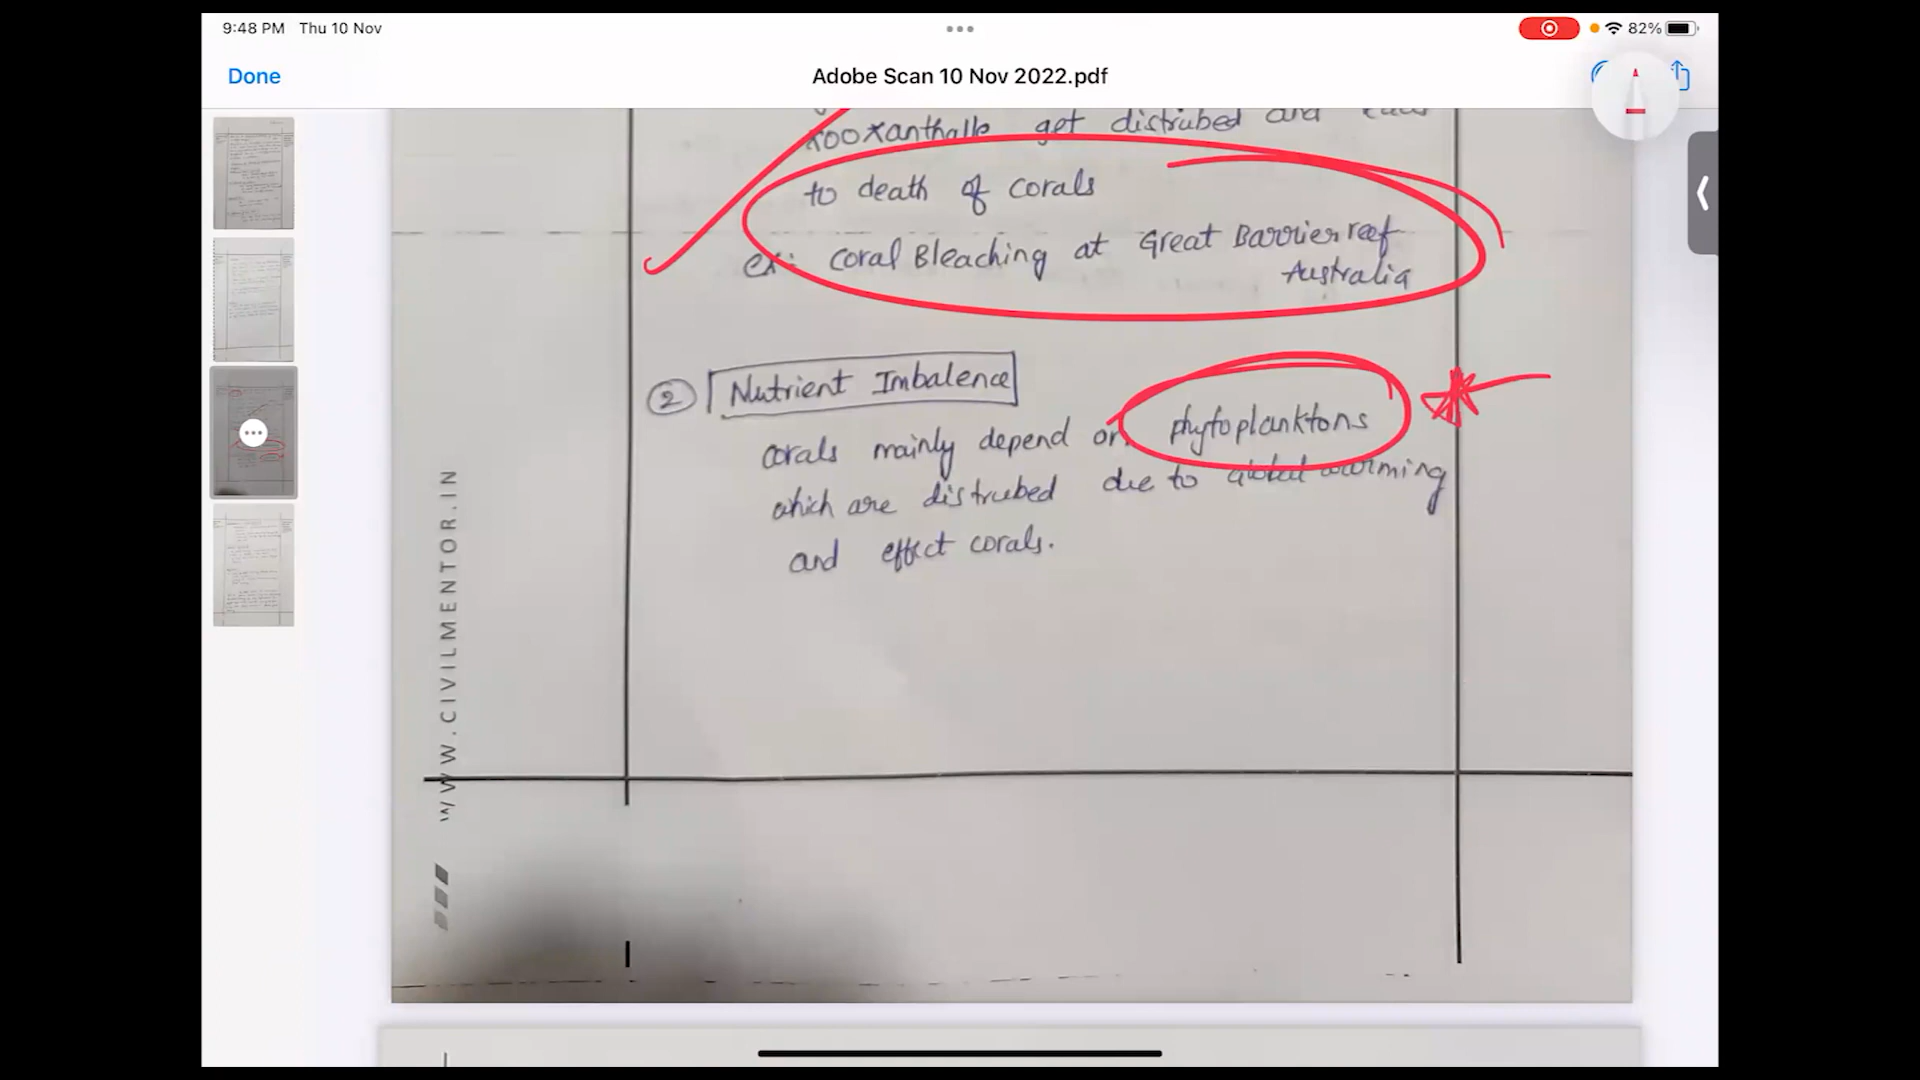 9:48 PM Thu 10 Nov
82%
Done
Adobe Scan 10 Nov 2022.pdf
get distrubed and
to death of corals
ex: Coral Bleaching at Great Barrier reef
Australia
2 Nutrient Imbalence
corals mainly depend on phytoplanktons
which are distrubed due to global warming
and effect corals.
WWW.CIVILMENTOR.IN